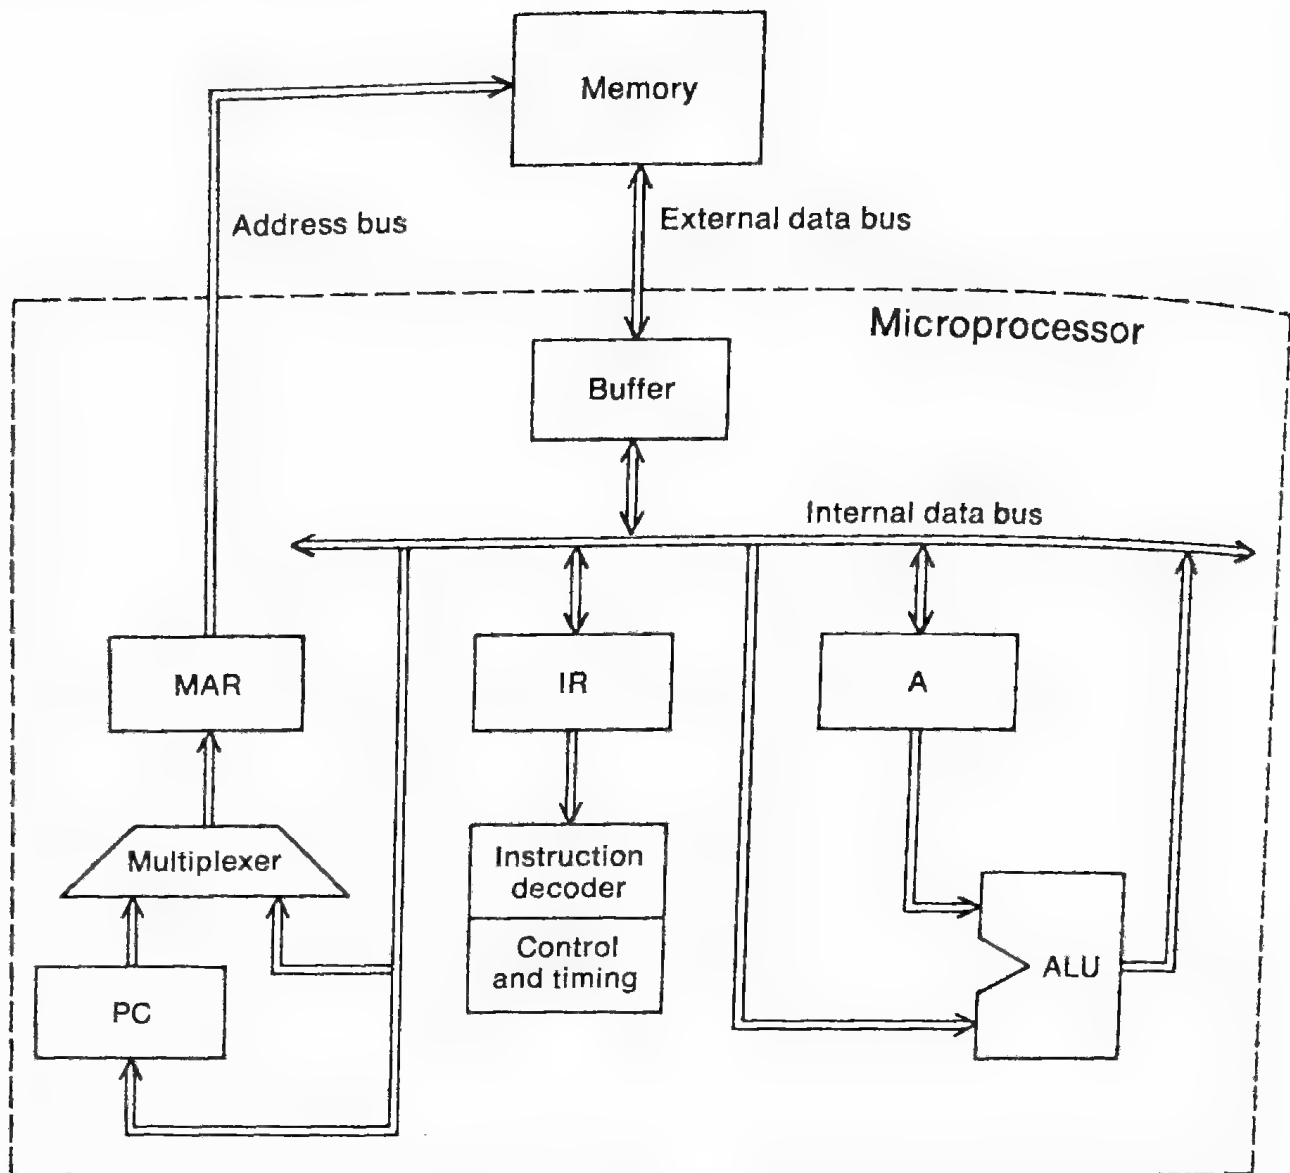 Memory
Address bus
External data bus
Microprocessor
Buffer
Internal data bus
MAR
IR
A
Multiplexer
Instruction
decoder
Control
and timing
PC
ALU